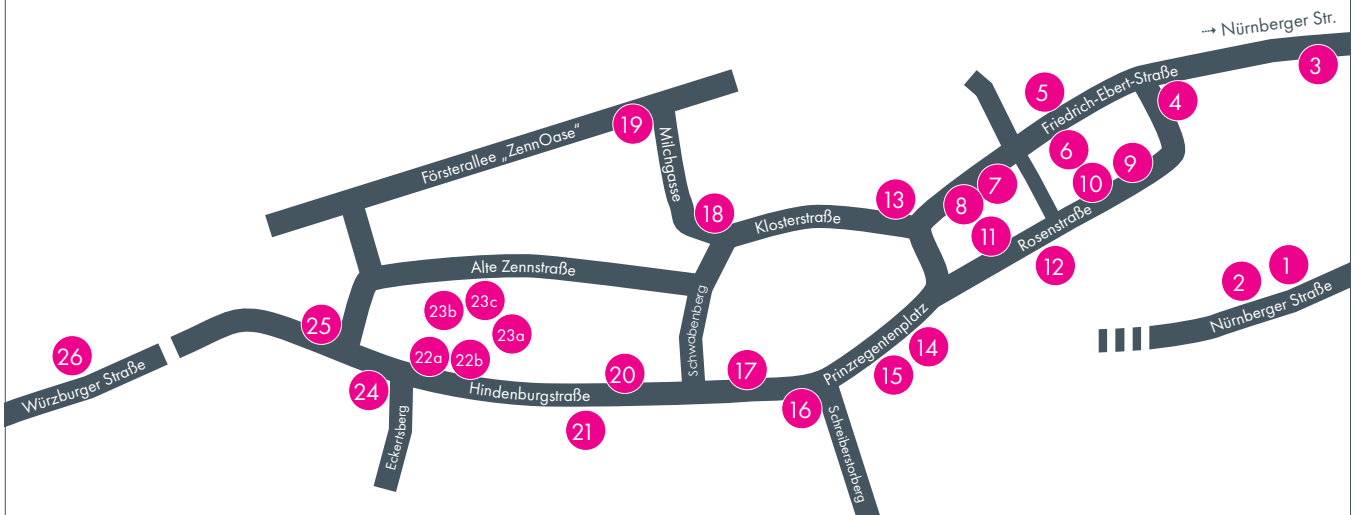 ⤑ Nürnberger Str.
3
Friedrich-Ebert-Straße
4
5
6
9
10
7
8
11
Rosenstraße
12
13
Klosterstraße
18
Milchgasse
19
Försterallee „ZennOase“
1
2
Nürnberger Straße
Alte Zennstraße
23c
23b
23a
22a
22b
Schwabenberg
Prinzregentenplatz
14
15
16
17
20
21
Hindenburgstraße
Schreiberstorberg
25
24
Eckertsberg
26
Würzburger Straße